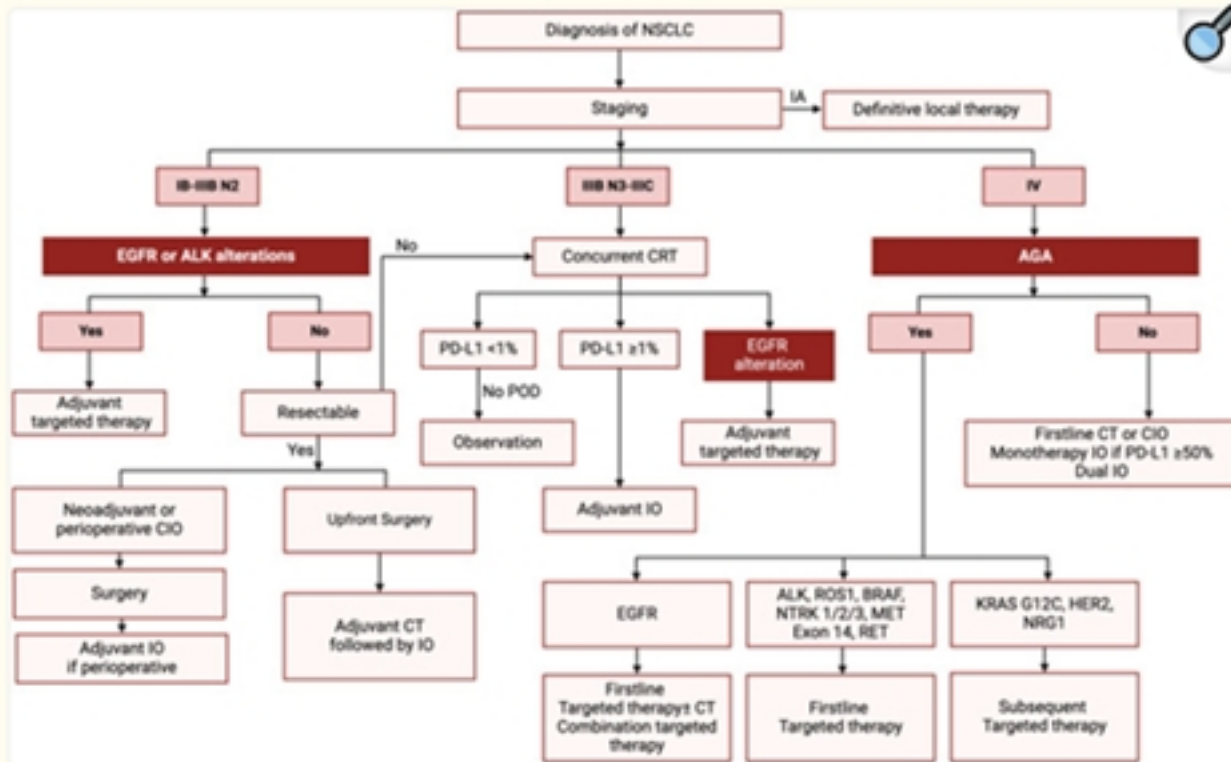 Diagnosis of NSCLC
Staging
IA
Definitive local therapy
IB-IIIB N2
IIIB N3-IIIC
IV
EGFR or ALK alterations
No
Concurrent CRT
AGA
Yes
No
PD-L1 <1%
PD-L1 ≥1%
EGFR
alteration
Yes
No
Adjuvant
targeted therapy
Resectable
No POD
Observation
Adjuvant
targeted therapy
Firstline CT or CIO
Monotherapy IO if PD-L1 ≥50%
Dual IO
Yes
Neoadjuvant or
perioperative CIO
Upfront Surgery
Adjuvant IO
Surgery
Adjuvant CT
followed by IO
Adjuvant IO
if perioperative
EGFR
ALK, ROS1, BRAF,
NTRK 1/2/3, MET
Exon 14, RET
KRAS G12C, HER2,
NRG1
Firstline
Targeted therapy± CT
Combination targeted
therapy
Firstline
Targeted therapy
Subsequent
Targeted therapy